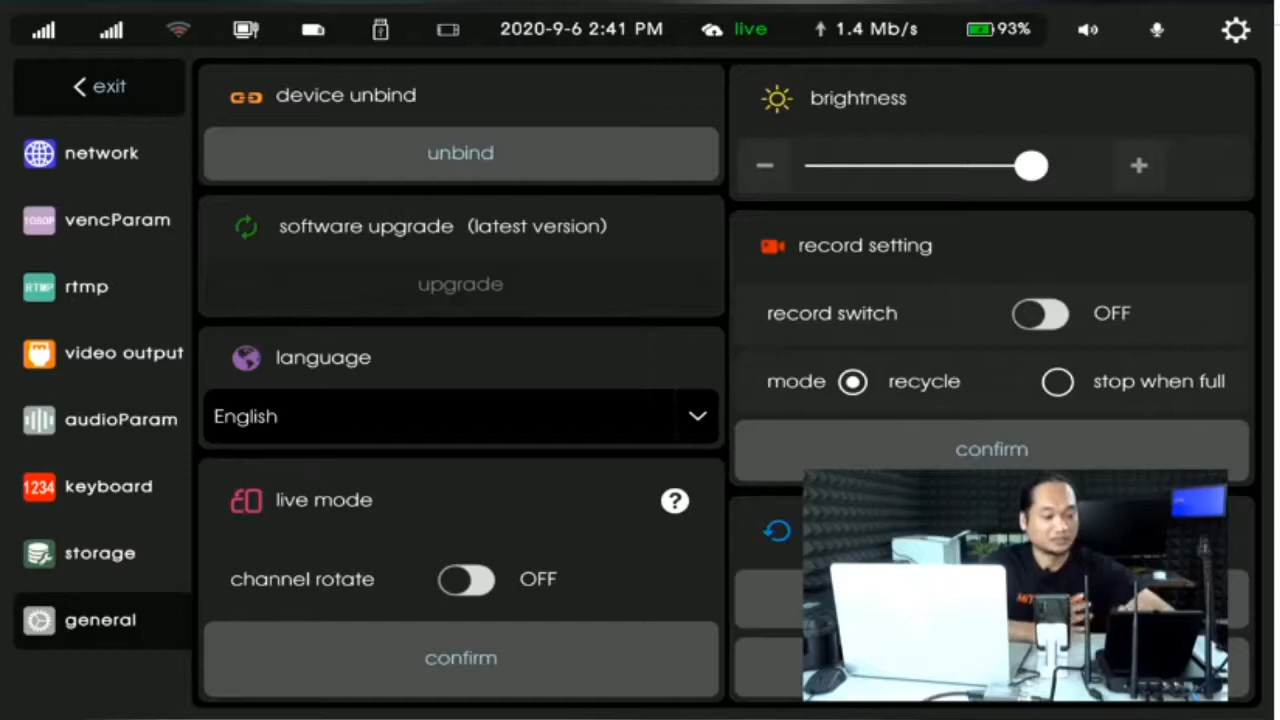 2020-9-6 2:41 PM
live
1.4 Mb/s
93%
exit
network
1080P
vencParam
RTMP
rtmp
video output
audioParam
1234
keyboard
storage
general
device unbind
unbind
software upgrade (latest version)
upgrade
language
English
live mode
?
channel rotate
OFF
confirm
brightness
record setting
record switch
OFF
mode
recycle
stop when full
confirm